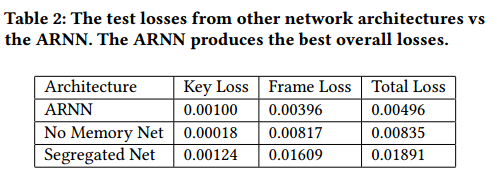 Table 2: The test losses from other network architectures vs
the ARNN. The ARNN produces the best overall losses.
Architecture Key Loss Frame Loss Total Loss
ARNN 0.00100 0.00396 0.00496
No Memory Net 0.00018 0.00817 0.00835
Segregated Net 0.00124 0.01609 0.01891